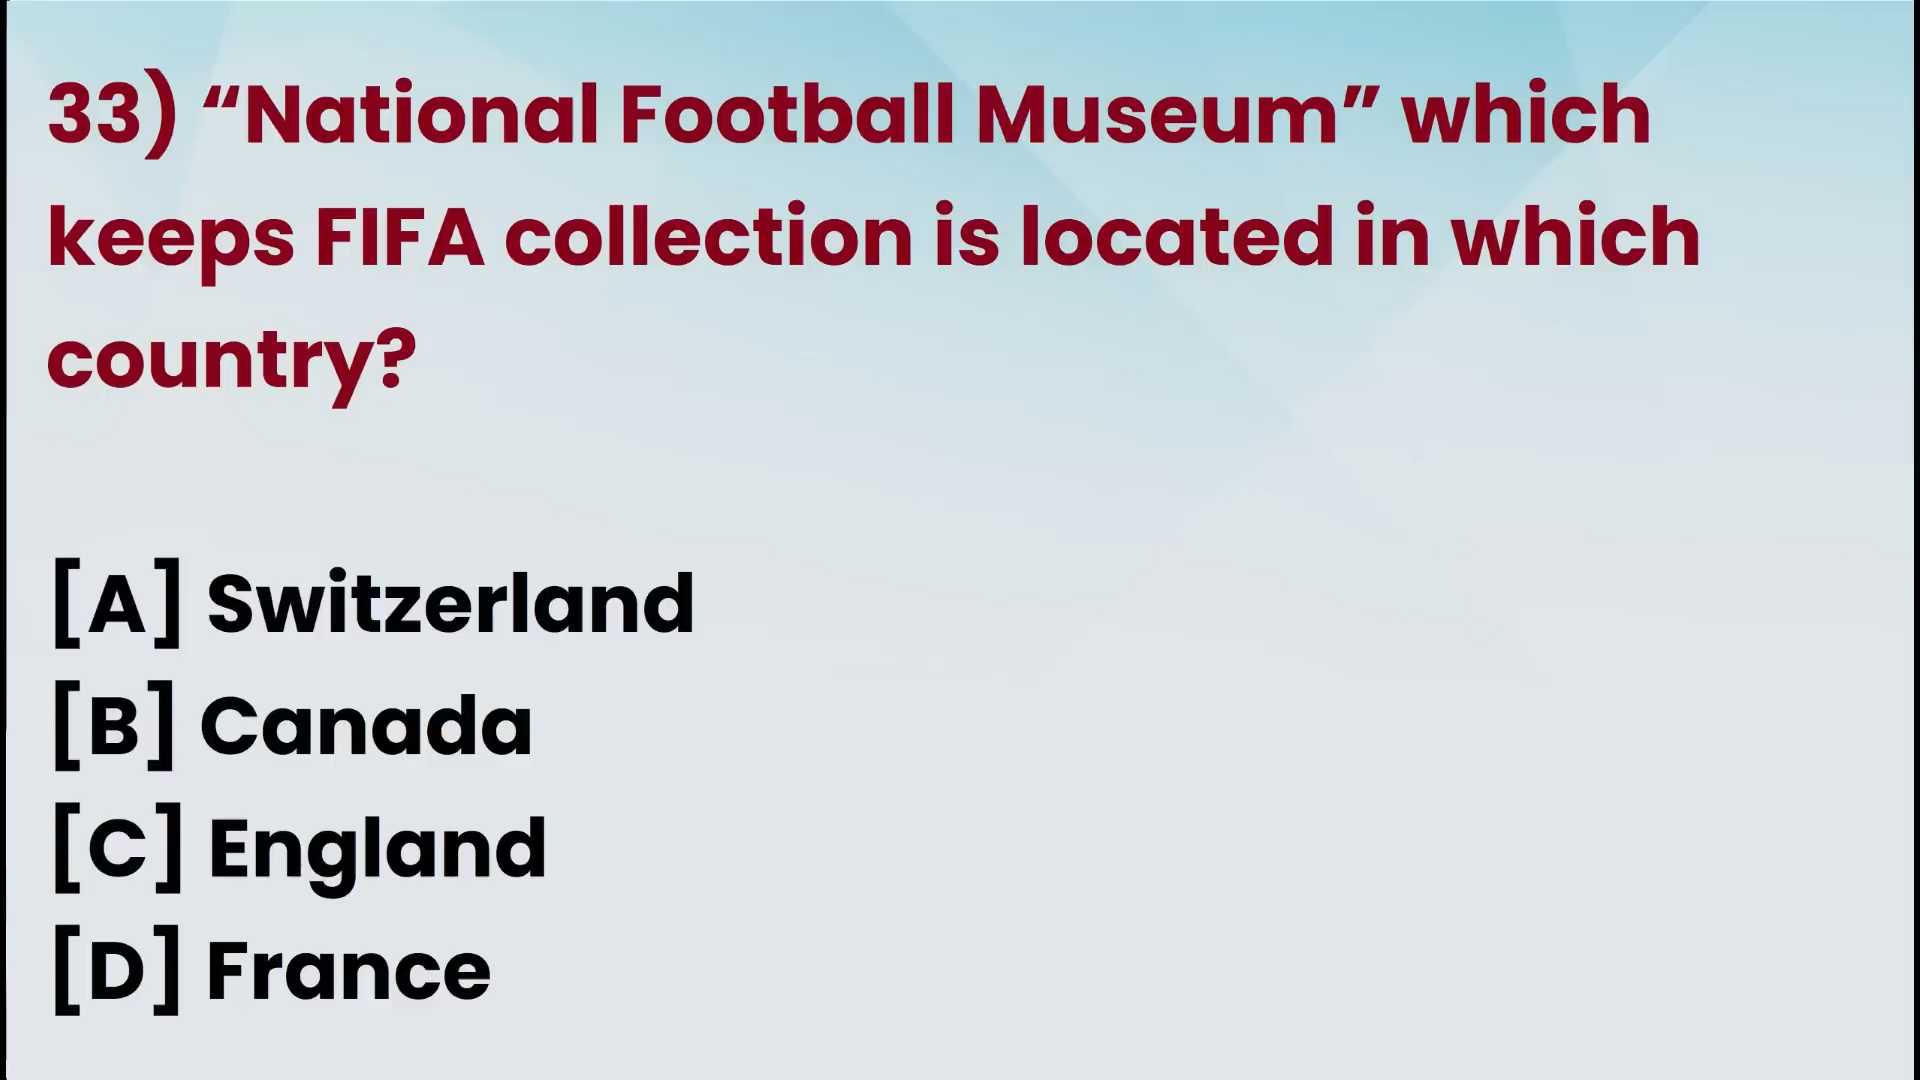 33) “National Football Museum” which
keeps FIFA collection is located in which
country?
[A] Switzerland
[B] Canada
[C] England
[D] France